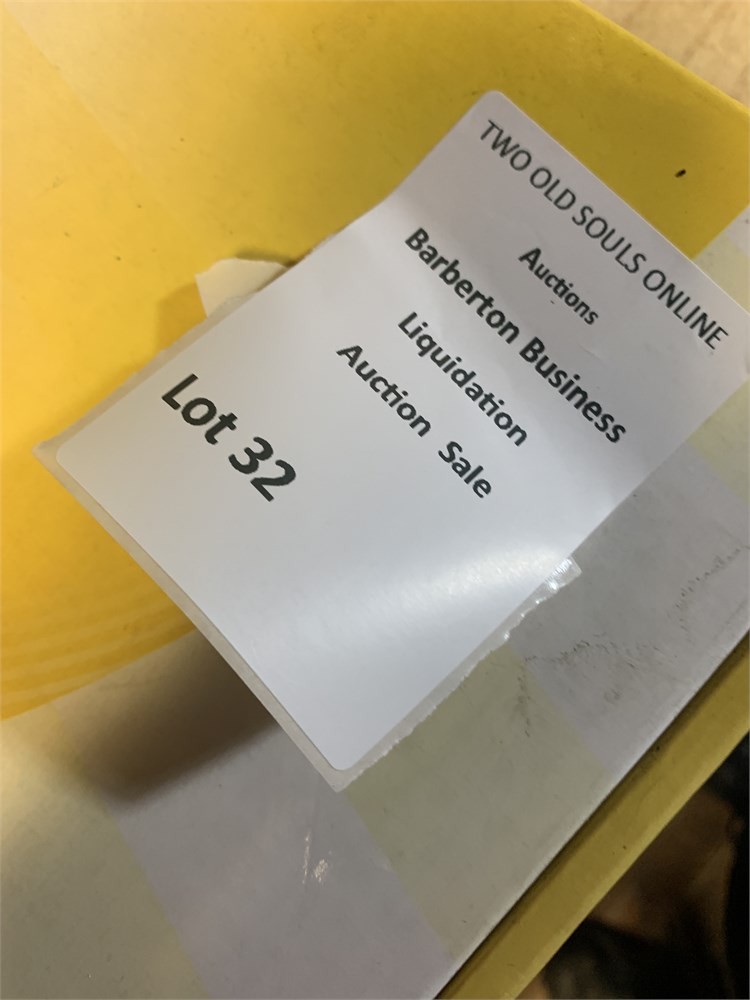 TWO OLD SOULS ONLINE
Auctions
Barberton Business
Liquidation
Auction Sale
Lot 32